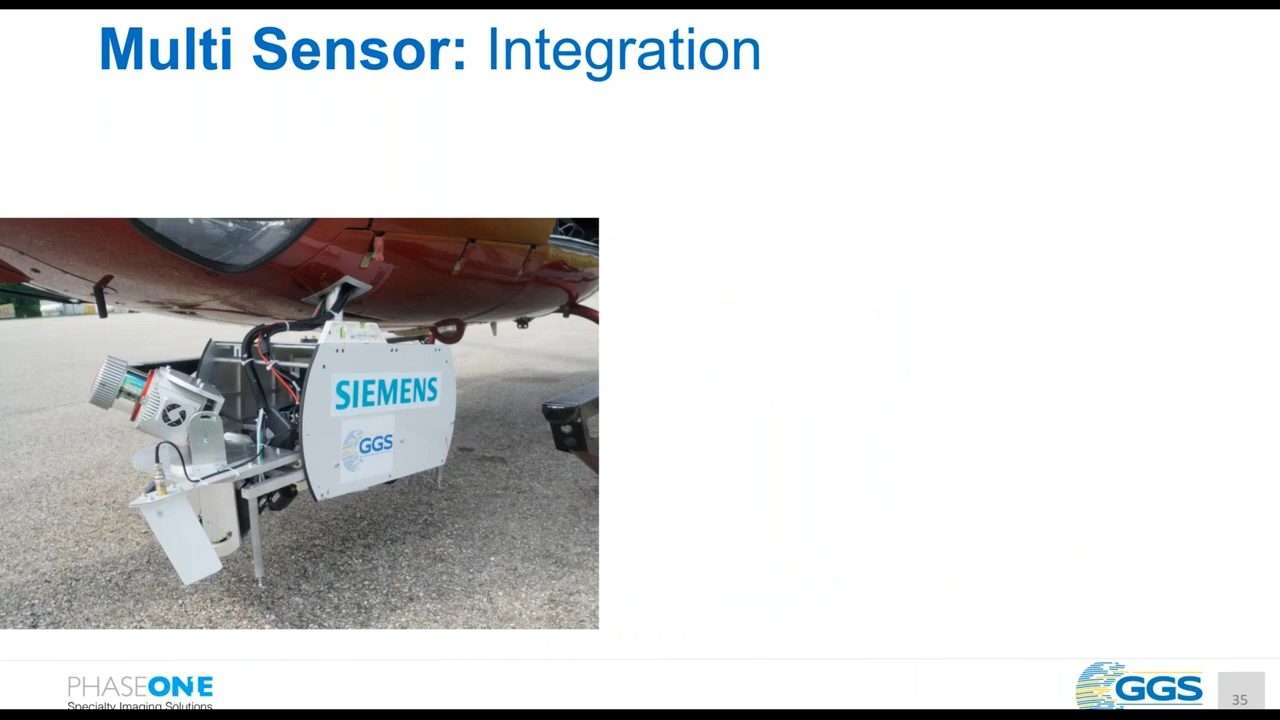 Multi Sensor: Integration
SIEMENS
GGS
PHASEONE
Specialty Imaging Solutions
GGS
35